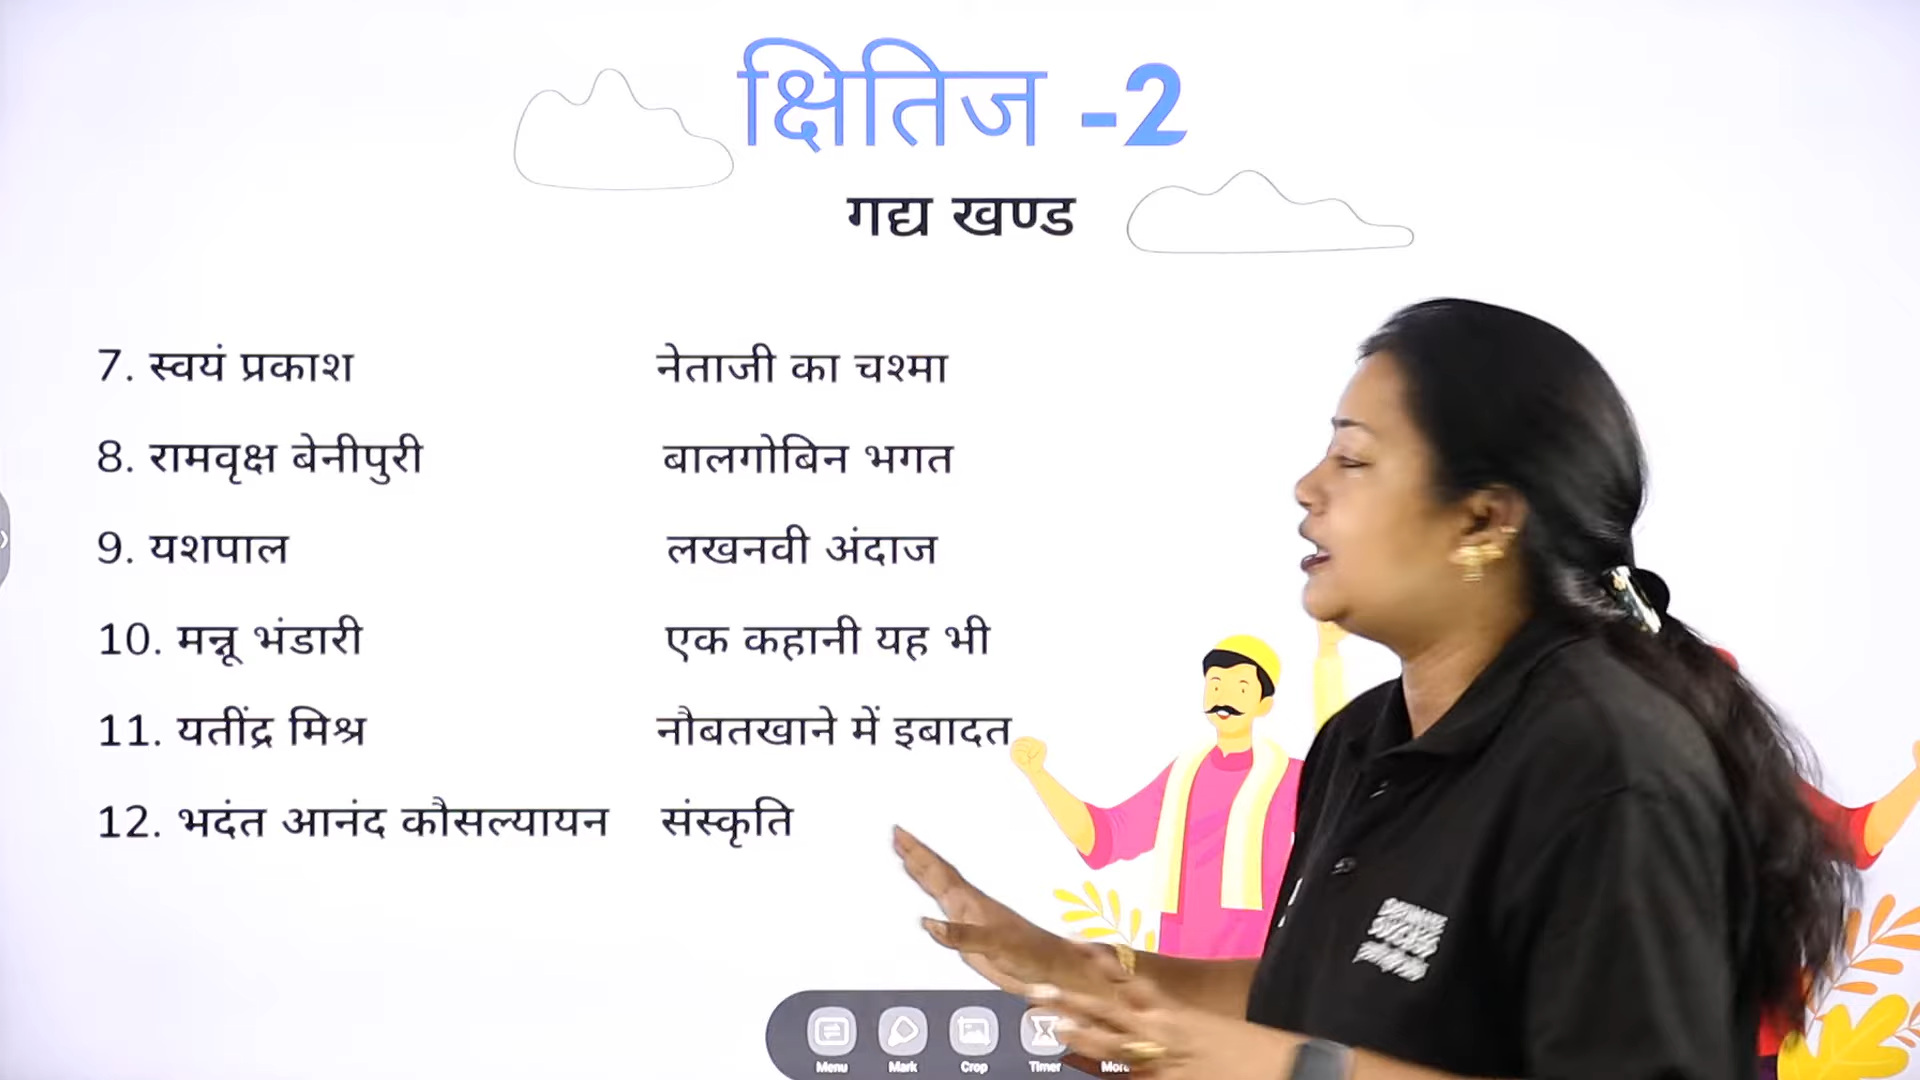 क्षितिज -2
गद्य खण्ड
7. स्वयं प्रकाश नेताजी का चश्मा
8. रामवृक्ष बेनीपुरी बालगोबिन भगत
9. यशपाल लखनवी अंदाज
10. मन्नू भंडारी एक कहानी यह भी
11. यतींद्र मिश्र नौबतखाने में इबादत
12. भदंत आनंद कौसल्यायन संस्कृति
Menu Mark Crop Timer